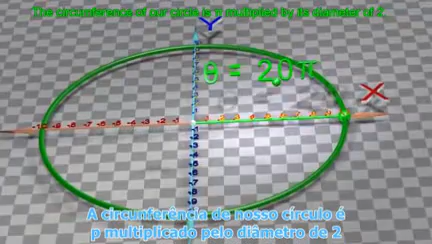 The circumference of our circle is π multiplied by its diameter of 2
Y
θ = 2.0 π
X
A circunferência de nosso círculo é
p multiplicado pelo diâmetro de 2